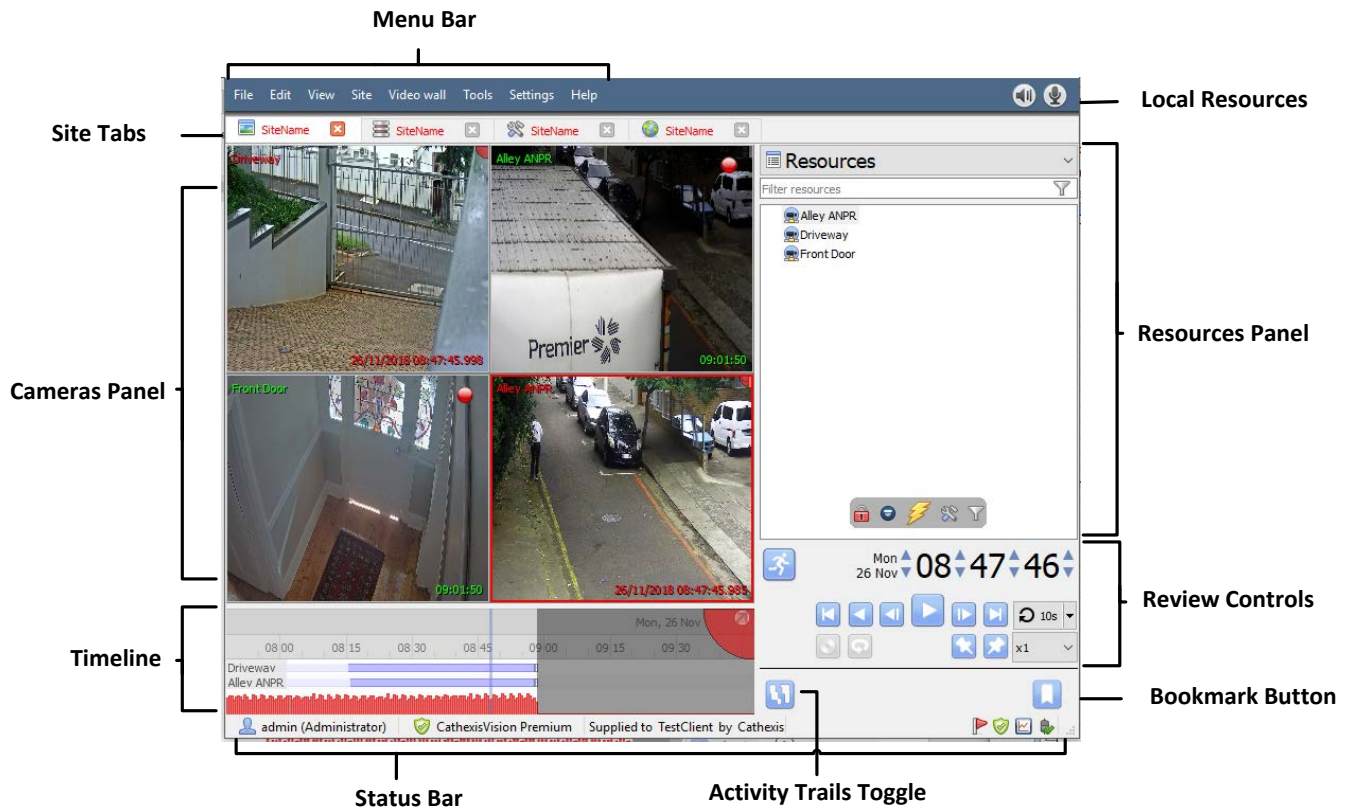 Menu Bar
File Edit View Site Video wall Tools Settings Help
Local Resources
Site Tabs
SiteName SiteName SiteName SiteName
Driveway
Alley ANPR
Resources
Filter resources
Alley ANPR
Driveway
Front Door
Premier
26/11/2018 08:47:45.998
09:01:50
Resources Panel
Cameras Panel
Front Door
Alley ANPR
09:01:50
26/11/2018 08:47:45.985
Mon
26 Nov
08 47 46
10s
x1
Review Controls
Timeline
Mon, 26 Nov
08 00 08 15 08 30 08 45 09 00 09 15 09 30
Driveway
Alley ANPR
Bookmark Button
admin (Administrator) CathexisVision Premium Supplied to TestClient by Cathexis
Status Bar
Activity Trails Toggle